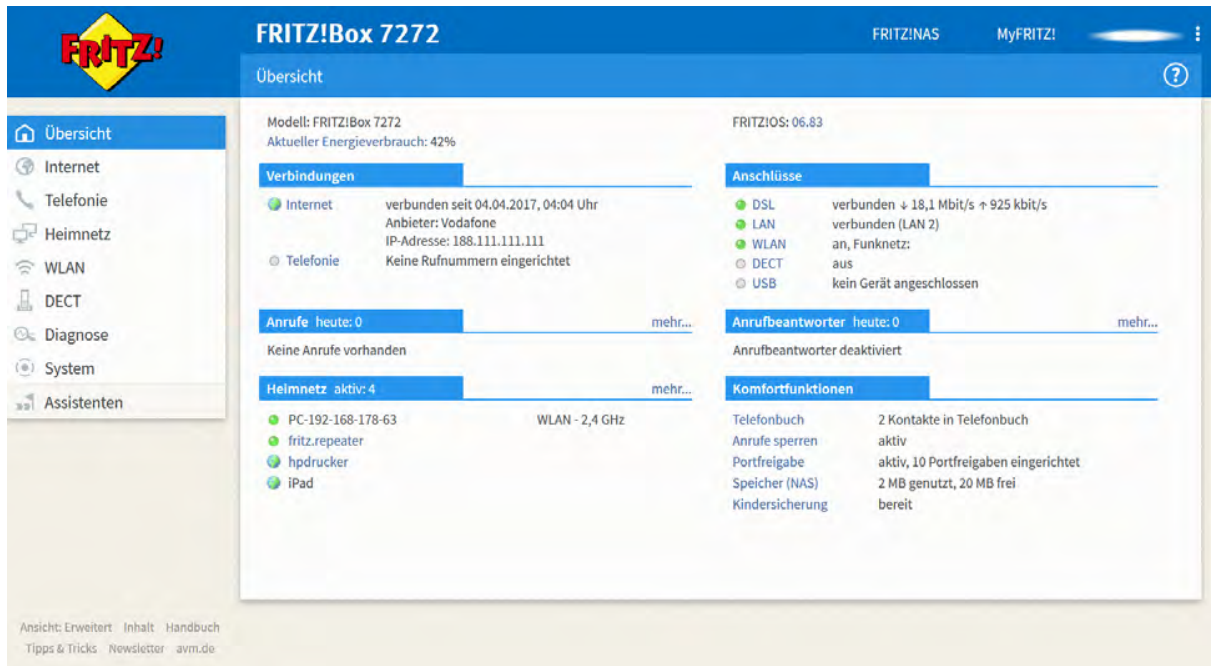 FRITZ!
FRITZ!Box 7272
FRITZ!NAS MyFRITZ!
Übersicht
Übersicht
Internet
Telefonie
Heimnetz
WLAN
DECT
Diagnose
System
Assistenten
Modell: FRITZ!Box 7272 FRITZ!OS: 06.83
Aktueller Energieverbrauch: 42%
Verbindungen
Internet verbunden seit 04.04.2017, 04:04 Uhr
Anbieter: Vodafone
IP-Adresse: 188.111.111.111
Telefonie Keine Rufnummern eingerichtet
Anschlüsse
DSL verbunden ↓ 18,1 Mbit/s ↑ 925 kbit/s
LAN verbunden (LAN 2)
WLAN an, Funknetz:
DECT aus
USB kein Gerät angeschlossen
Anrufe heute: 0 mehr...
Keine Anrufe vorhanden
Anrufbeantworter heute: 0 mehr...
Anrufbeantworter deaktiviert
Heimnetz aktiv: 4 mehr...
PC-192-168-178-63 WLAN - 2,4 GHz
fritz.repeater
hpdrucker
iPad
Komfortfunktionen
Telefonbuch 2 Kontakte in Telefonbuch
Anrufe sperren aktiv
Portfreigabe aktiv, 10 Portfreigaben eingerichtet
Speicher (NAS) 2 MB genutzt, 20 MB frei
Kindersicherung bereit
Ansicht: Erweitert Inhalt Handbuch
Tipps & Tricks Newsletter avm.de